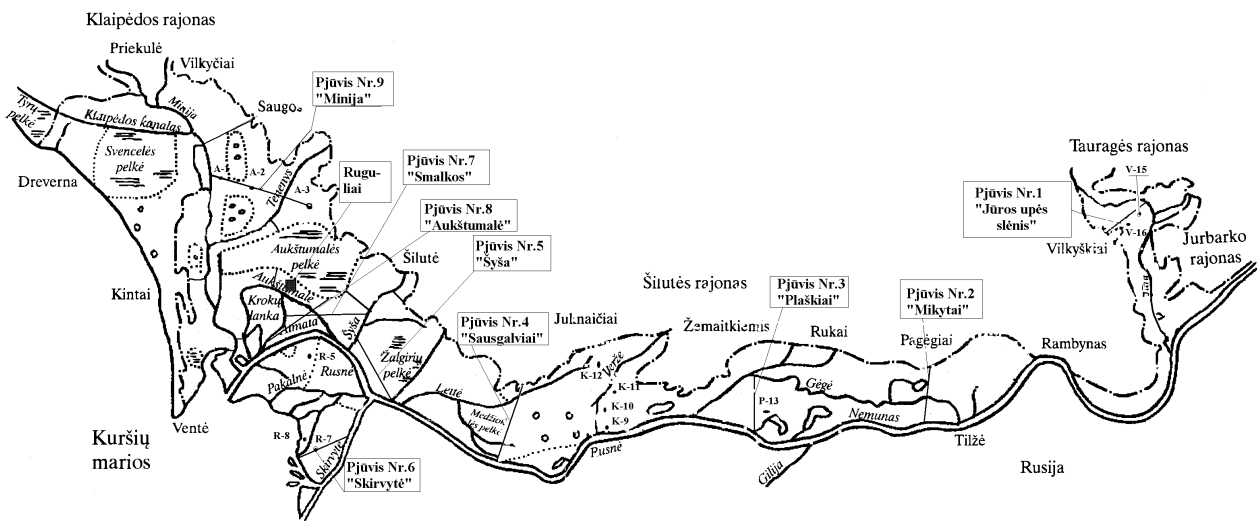 Klaipėdos rajonas
Priekulė
Vilkyčiai
Pjūvis Nr.9
"Minija"
Tyrų
pelkė
Klaipėdos kanalas
Minija
Saugos
Svencelės
pelkė
A-1
A-2
A-3
Tenenys
Rugu-
liai
Pjūvis Nr.7
"Smalkos"
Dreverna
Pjūvis Nr.8
"Aukštumalė"
Pjūvis Nr.5
"Šyša"
Aukštumalės
pelkė
Šilutė
Kintai
Aukštumalė
Krokų
lanka
Atmata
Šyša
Žalgirių
pelkė
R-5
Rusnė
Pakalnė
Ventė
Leitė
Kuršių
marios
R-8
R-7
Skirvytė
Pjūvis Nr.6
"Skirvytė"
Pjūvis Nr.4
"Sausgalviai"
Juknaičiai
Medžiok
lės pelkė
Šilutės rajonas
Žemaitkiemis
Veržė
K-12
K-11
K-10
K-9
Pusnė
Pjūvis Nr.3
"Plaškiai"
Rukai
Gėgė
P-13
Nemunas
Gilija
Pjūvis Nr.2
"Mikytai"
Pagėgiai
Tilžė
Rusija
Rambynas
Tauragės rajonas
V-15
Pjūvis Nr.1
"Jūros upės
slėnis"
V-16
Vilkyškiai
Jūra
Jurbarko
rajonas